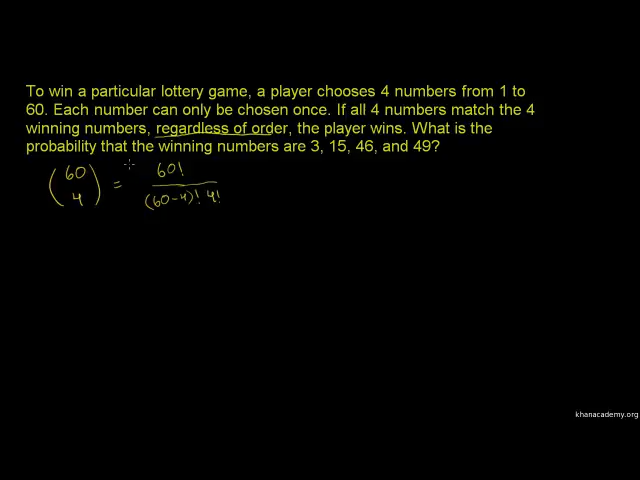 To win a particular lottery game, a player chooses 4 numbers from 1 to
60. Each number can only be chosen once. If all 4 numbers match the 4
winning numbers, regardless of order, the player wins. What is the
probability that the winning numbers are 3, 15, 46, and 49?
(60 4) = 60! / (60-4)! 4!
khanacademy.org